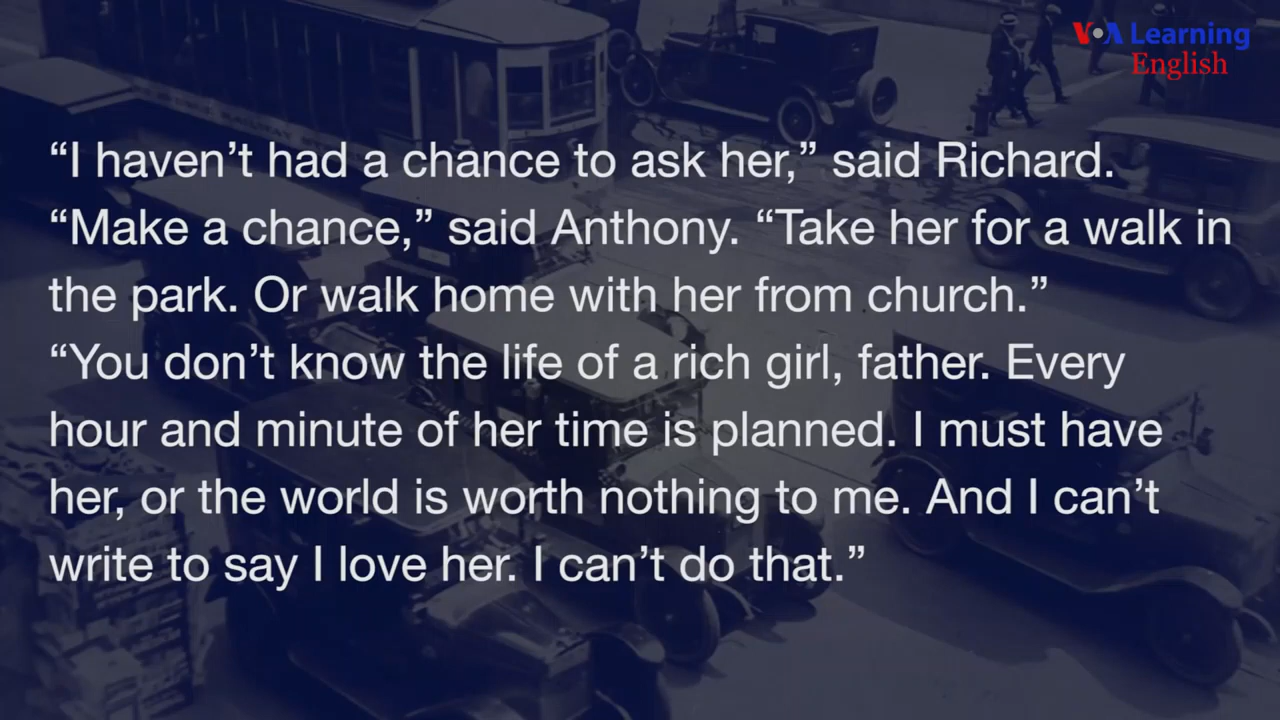 VOA Learning
English
“I haven’t had a chance to ask her,” said Richard.
“Make a chance,” said Anthony. “Take her for a walk in
the park. Or walk home with her from church.”
“You don’t know the life of a rich girl, father. Every
hour and minute of her time is planned. I must have
her, or the world is worth nothing to me. And I can’t
write to say I love her. I can’t do that.”